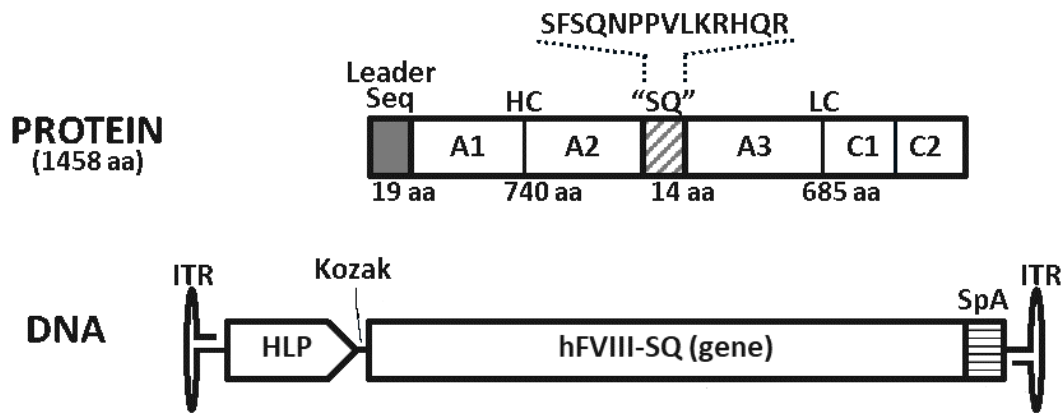 SFSQNPPVLKRHQR
Leader
Seq
HC
"SQ"
LC
PROTEIN
(1458 aa)
A1
A2
A3
C1
C2
19 aa
740 aa
14 aa
685 aa
ITR
Kozak
SpA
ITR
DNA
HLP
hFVIII-SQ (gene)